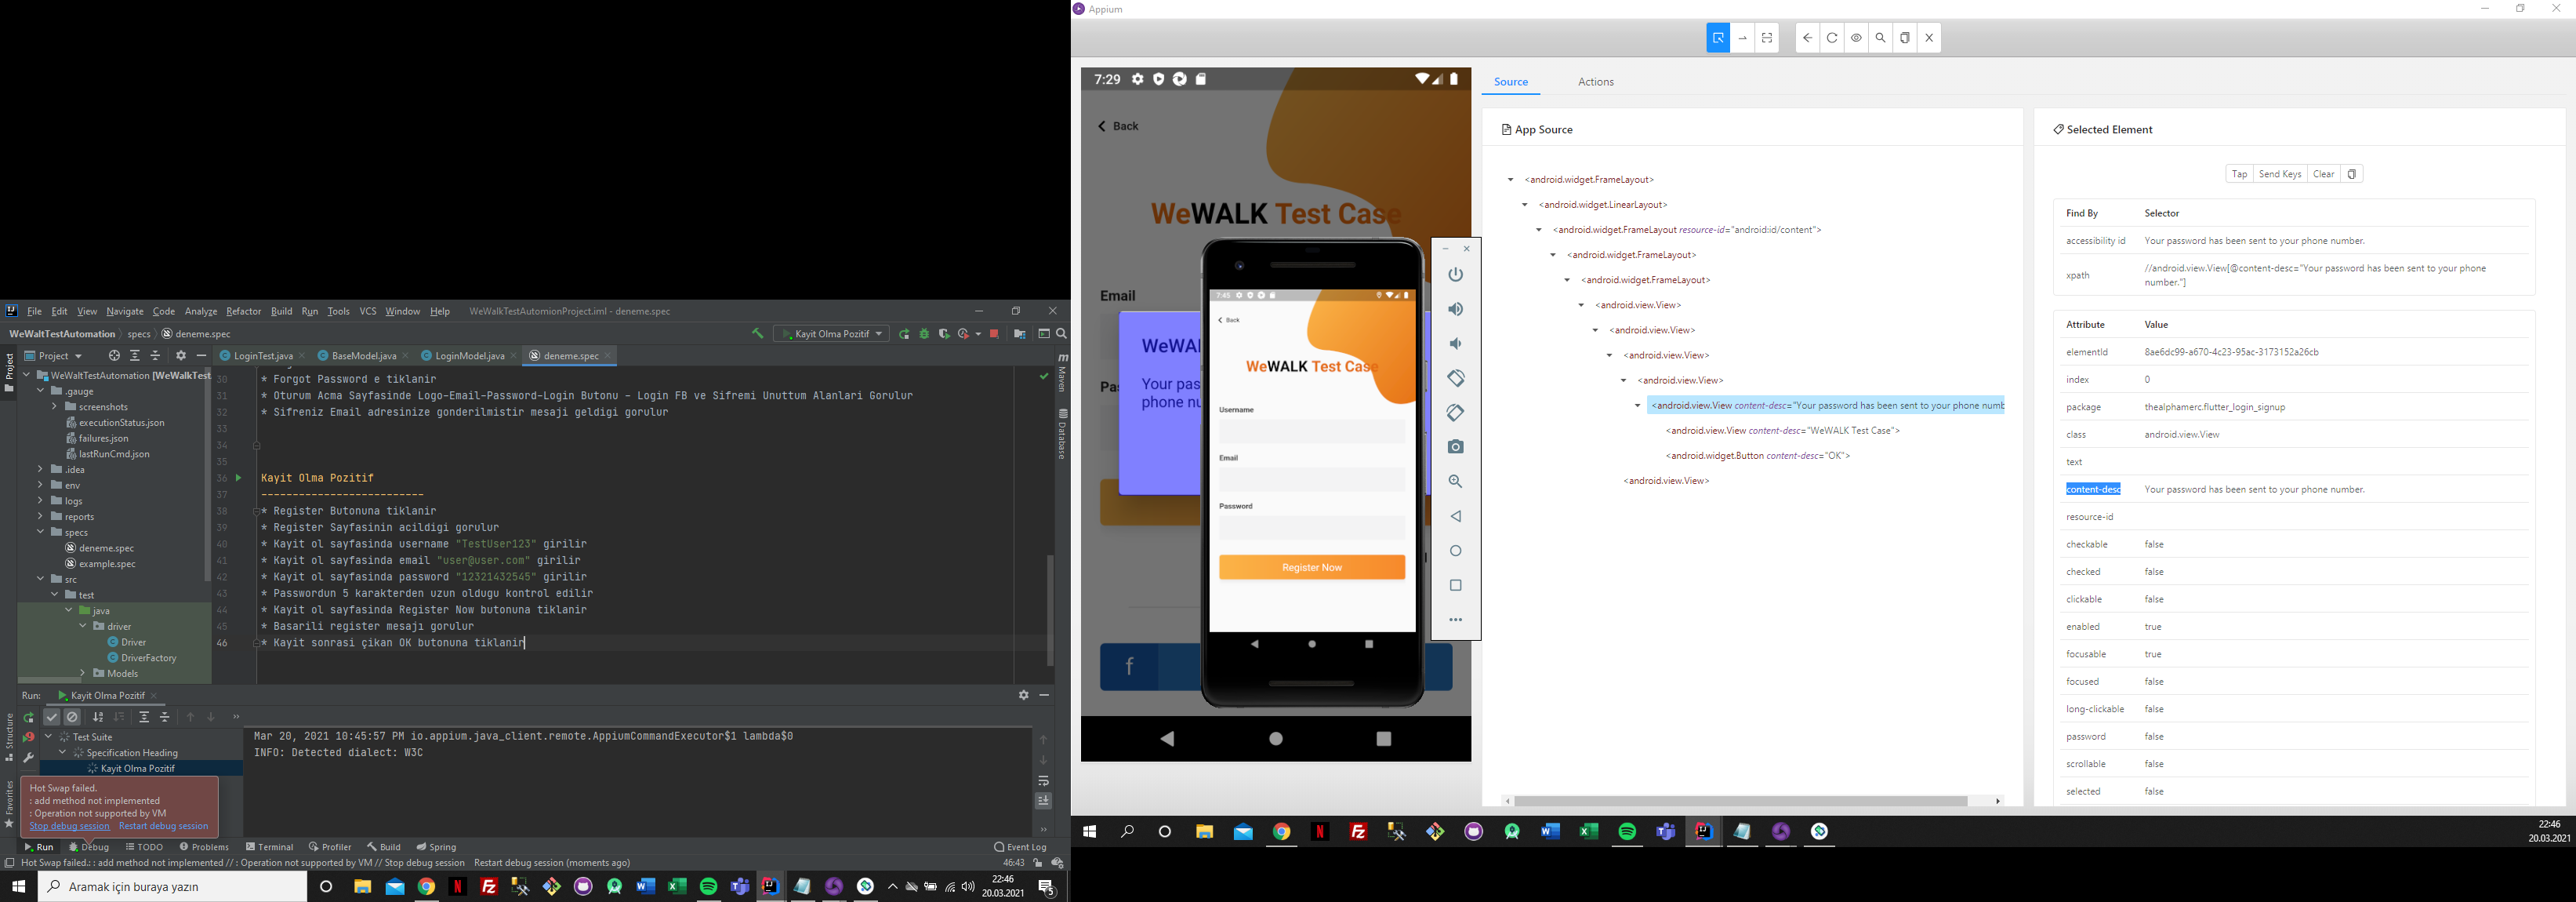 File Edit View Navigate Code Analyze Refactor Build Run Tools VCS Window Help WeWalkTestAutomionProject.iml - deneme.spec
WeWaltTestAutomation specs deneme.spec
Kayit Olma Pozitif
Project
LoginTest.java BaseModel.java LoginModel.java deneme.spec
WeWaltTestAutomation [WeWalkTest
.gauge
screenshots
executionStatus.json
failures.json
lastRunCmd.json
.idea
env
logs
reports
specs
deneme.spec
example.spec
src
test
java
driver
Driver
DriverFactory
Models
30 * Forgot Password e tiklanir
31 * Oturum Acma Sayfasinde Logo-Email-Password-Login Butonu - Login FB ve Sifremi Unuttum Alanlari Gorulur
32 * Sifreniz Email adresinize gonderilmistir mesaji geldigi gorulur
33
34
35
36 Kayit Olma Pozitif
37 --------------------------
38 * Register Butonuna tiklanir
39 * Register Sayfasinin acildigi gorulur
40 * Kayit ol sayfasinda username "TestUser123" girilir
41 * Kayit ol sayfasinda email "user@user.com" girilir
42 * Kayit ol sayfasinda password "12321432545" girilir
43 * Passwordun 5 karakterden uzun oldugu kontrol edilir
44 * Kayit ol sayfasinda Register Now butonuna tiklanir
45 * Basarili register mesajı gorulur
46 * Kayit sonrasi çikan OK butonuna tiklanir
Project
Structure
Favorites
Maven
Database
Run: Kayit Olma Pozitif
Test Suite
Specification Heading
Kayit Olma Pozitif
Mar 20, 2021 10:45:57 PM io.appium.java_client.remote.AppiumCommandExecutor$1 lambda$0
INFO: Detected dialect: W3C
Hot Swap failed.
: add method not implemented
: Operation not supported by VM
Stop debug session Restart debug session
Run Debug TODO Problems Terminal Profiler Build Spring Event Log
Hot Swap failed.: : add method not implemented // : Operation not supported by VM // Stop debug session Restart debug session (moments ago) 46:43
Aramak için buraya yazın
22:46
20.03.2021
5
Appium
7:29
Back
WeWALK Test Case
Email
Pas
WeWAL
Your pas
phone nu
f
7:45
Back
WeWALK Test Case
Username
Email
Password
Register Now
Source Actions
App Source
<android.widget.FrameLayout>
<android.widget.LinearLayout>
<android.widget.FrameLayout resource-id="android:id/content">
<android.widget.FrameLayout>
<android.widget.FrameLayout>
<android.view.View>
<android.view.View>
<android.view.View>
<android.view.View>
<android.view.View content-desc="Your password has been sent to your phone numb
<android.view.View content-desc="WeWALK Test Case">
<android.widget.Button content-desc="OK">
<android.view.View>
Selected Element
Tap Send Keys Clear
Find By Selector
accessibility id Your password has been sent to your phone number.
xpath //android.view.View[@content-desc="Your password has been sent to your phone
number."]
Attribute Value
elementId 8ae6dc99-a670-4c23-95ac-3173152a26cb
index 0
package thealphamerc.flutter_login_signup
class android.view.View
text
content-desc Your password has been sent to your phone number.
resource-id
checkable false
checked false
clickable false
enabled true
focusable true
focused false
long-clickable false
password false
scrollable false
selected false
22:46
20.03.2021